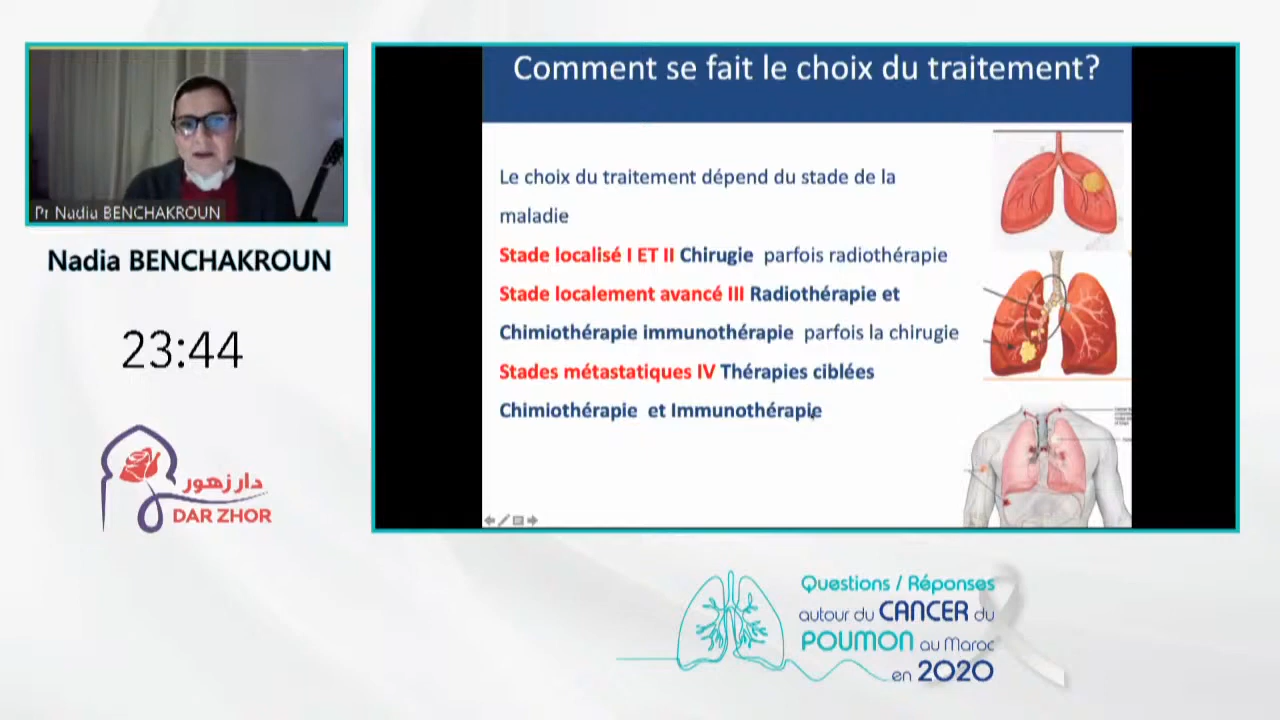 Pr Nadia BENCHAKROUN
Nadia BENCHAKROUN
23:44
دار زهور
DAR ZHOR
Comment se fait le choix du traitement?
Le choix du traitement dépend du stade de la
maladie
Stade localisé I ET II Chirugie parfois radiothérapie
Stade localement avancé III Radiothérapie et
Chimiothérapie immunothérapie parfois la chirugie
Stades métastatiques IV Thérapies ciblées
Chimiothérapie et Immunothérapie
Questions / Réponses
autour du CANCER du
POUMON au Maroc
en 2020